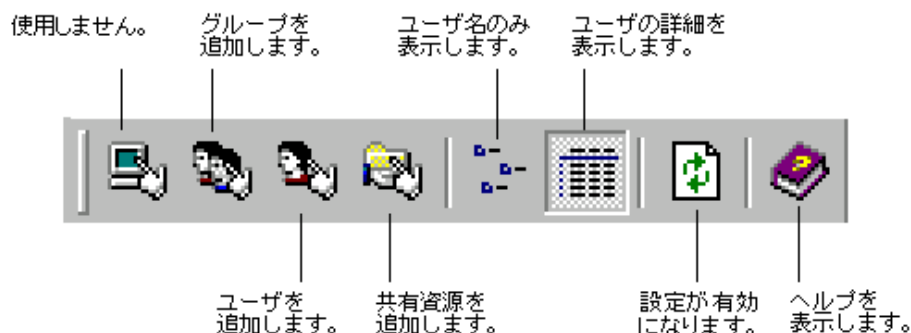 使用しません。
グループを
追加します。
ユーザ名のみ
表示します。
ユーザの詳細を
表示します。
?
ユーザを
追加します。
共有資源を
追加します。
設定が有効
になります。
ヘルプを
表示します。